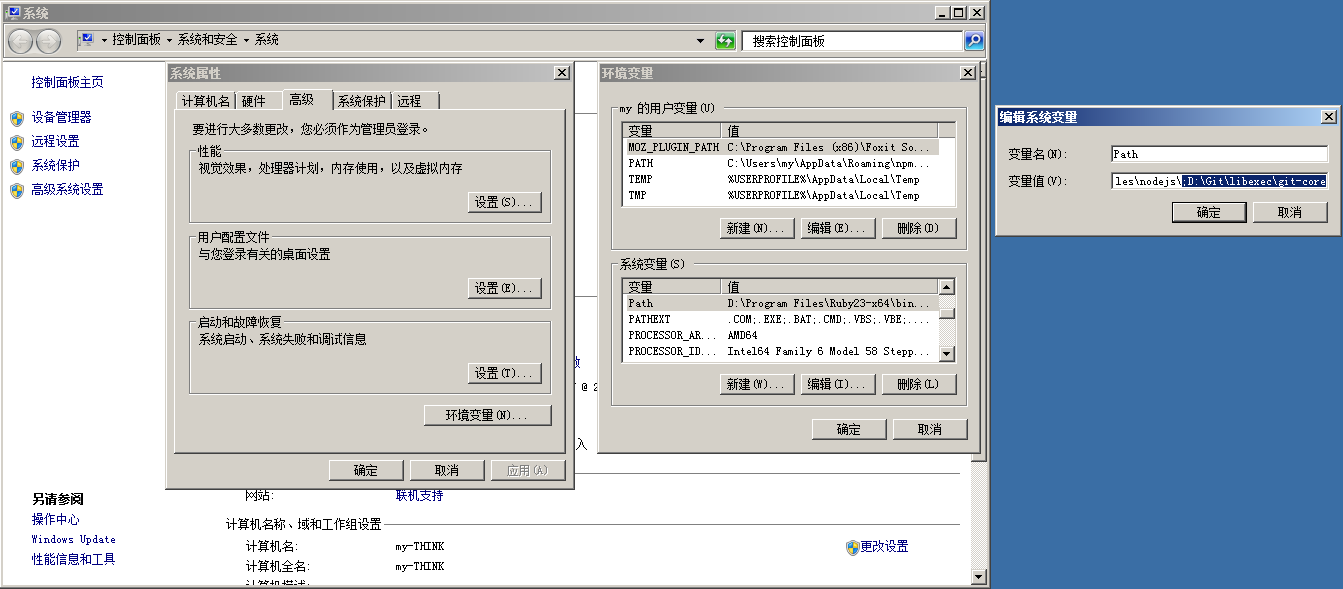 系统
控制面板 系统和安全 系统
搜索控制面板
控制面板主页
设备管理器
远程设置
系统保护
高级系统设置
另请参阅
操作中心
Windows Update
性能信息和工具
系统属性
计算机名 硬件 高级 系统保护 远程
要进行大多数更改，您必须作为管理员登录。
性能
视觉效果，处理器计划，内存使用，以及虚拟内存
设置(S)...
用户配置文件
与您登录有关的桌面设置
设置(E)...
启动和故障恢复
系统启动、系统失败和调试信息
设置(T)...
环境变量(N)...
确定 取消 应用(A)
环境变量
my 的用户变量(U)
变量 值
MOZ_PLUGIN_PATH C:\Program Files (x86)\Foxit So...
PATH C:\Users\my\AppData\Roaming\npm...
TEMP %USERPROFILE%\AppData\Local\Temp
TMP %USERPROFILE%\AppData\Local\Temp
新建(N)... 编辑(E)... 删除(D)
系统变量(S)
变量 值
Path D:\Program Files\Ruby23-x64\bin...
PATHEXT .COM;.EXE;.BAT;.CMD;.VBS;.VBE;....
PROCESSOR_AR... AMD64
PROCESSOR_ID... Intel64 Family 6 Model 58 Stepp...
新建(W)... 编辑(I)... 删除(L)
确定 取消
编辑系统变量
变量名(N): Path
变量值(V): les\nodejs\;D:\Git\libexec\git-core
确定 取消
@ 2
入
网站: 联机支持
计算机名称、域和工作组设置
计算机名: my-THINK 更改设置
计算机全名: my-THINK
计算机描述: